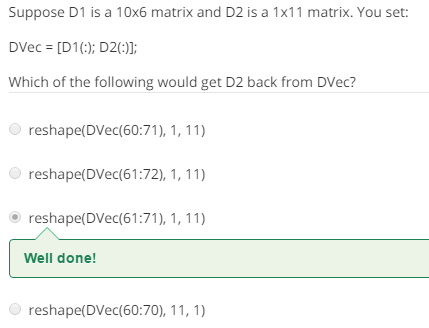 Suppose D1 is a 10x6 matrix and D2 is a 1x11 matrix. You set:
DVec = [D1(:); D2(:)];
Which of the following would get D2 back from DVec?
reshape(DVec(60:71), 1, 11)
reshape(DVec(61:72), 1, 11)
reshape(DVec(61:71), 1, 11)
Well done!
reshape(DVec(60:70), 11, 1)